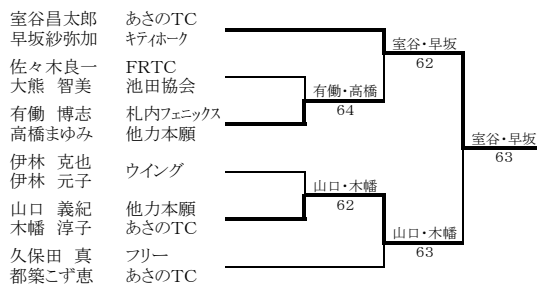 室谷昌太郎 あさのTC
早坂紗弥加 キティホーク
佐々木良一 FRTC
大熊 智美 池田協会
有働 博志 札内フェニックス
高橋まゆみ 他力本願
伊林 克也
伊林 元子
ウイング
山口 義紀 他力本願
木幡 淳子 あさのTC
久保田 真 フリー
都築こず恵 あさのTC
有働・高橋
64
山口・木幡
62
室谷・早坂
62
山口・木幡
63
室谷・早坂
63